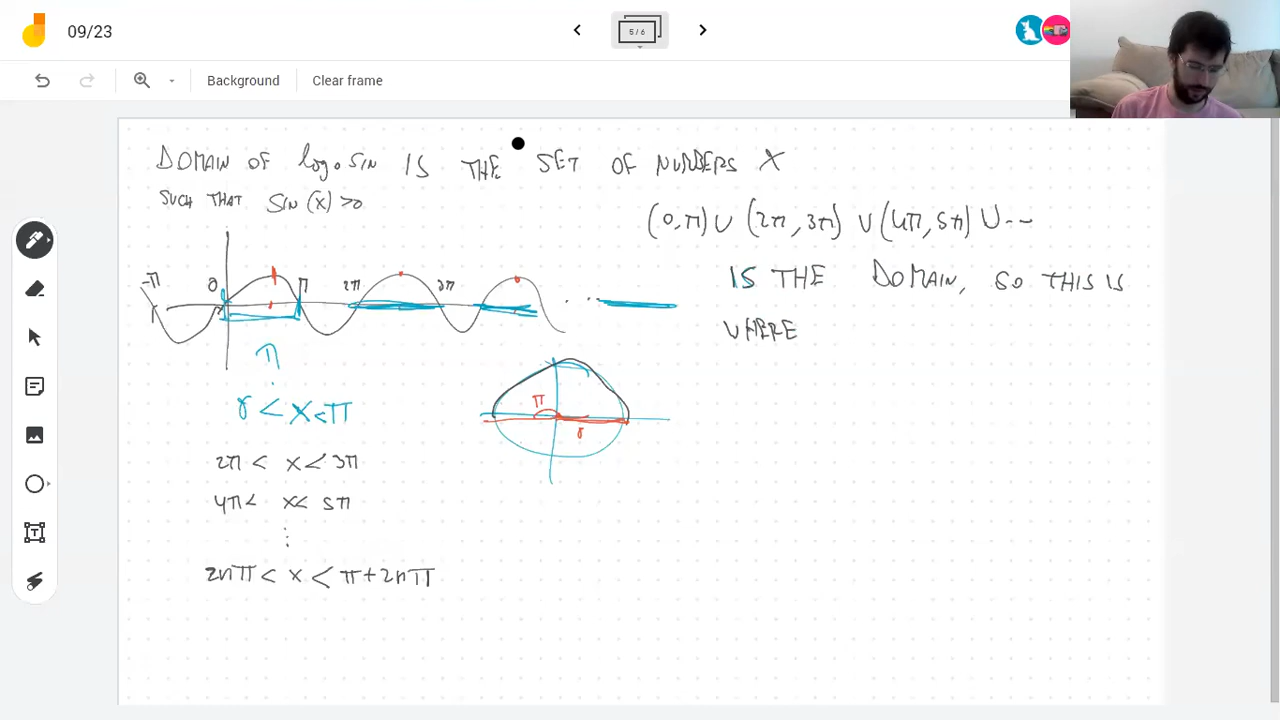 09/23
5 / 6
Background
Clear frame
DOMAIN OF log∘SIN IS THE SET OF NUMBERS X
SUCH THAT SIN (X) >0
(0,π) ∪ (2π,3π) ∪ (4π,5π) ∪ ...
IS THE DOMAIN, SO THIS IS
WHERE
-π 0 π 2π 3π
π
0 < X < π
2π < x < 3π
4π < x < 5π
⋮
2nπ < x < π+2nπ
π
0